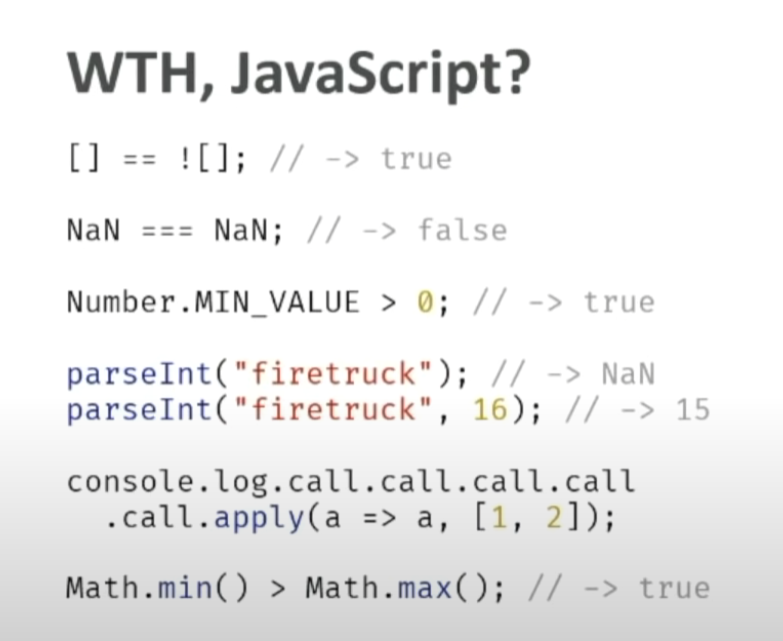 WTH, JavaScript?
[] == ![]; // -> true
NaN === NaN; // -> false
Number.MIN_VALUE > 0; // -> true
parseInt("firetruck"); // -> NaN
parseInt("firetruck", 16); // -> 15
console.log.call.call.call.call
.call.apply(a => a, [1, 2]);
Math.min() > Math.max(); // -> true